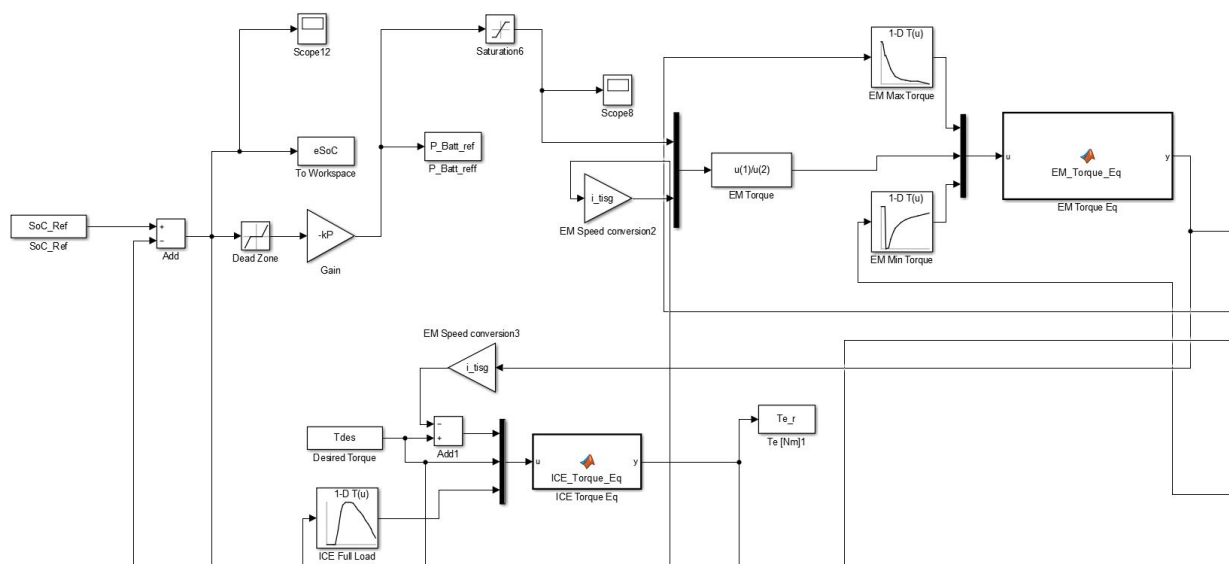 Scope12
Saturation6
Scope8
1-D T(u)
EM Max Torque
eSoC
To Workspace
P_Batt_ref
P_Batt_reff
i_tisg
EM Speed conversion2
u(1)/u(2)
EM Torque
u
EM_Torque_Eq
y
EM Torque Eq
1-D T(u)
EM Min Torque
SoC_Ref
SoC_Ref
+
−
Add
Dead Zone
-kP
Gain
EM Speed conversion3
i_tisg
Tdes
Desired Torque
−
+
Add1
u
ICE_Torque_Eq
y
ICE Torque Eq
Te_r
Te [Nm]1
1-D T(u)
ICE Full Load